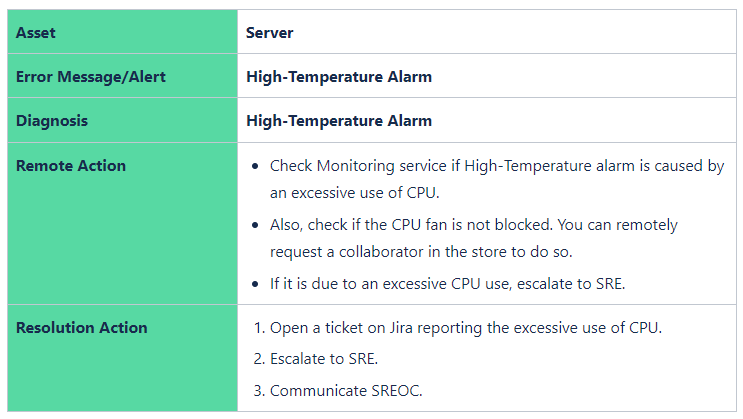 Asset
Server
Error Message/Alert
High-Temperature Alarm
Diagnosis
High-Temperature Alarm
Remote Action
• Check Monitoring service if High-Temperature alarm is caused by
an excessive use of CPU.
• Also, check if the CPU fan is not blocked. You can remotely
request a collaborator in the store to do so.
• If it is due to an excessive CPU use, escalate to SRE.
Resolution Action
1. Open a ticket on Jira reporting the excessive use of CPU.
2. Escalate to SRE.
3. Communicate SREOC.